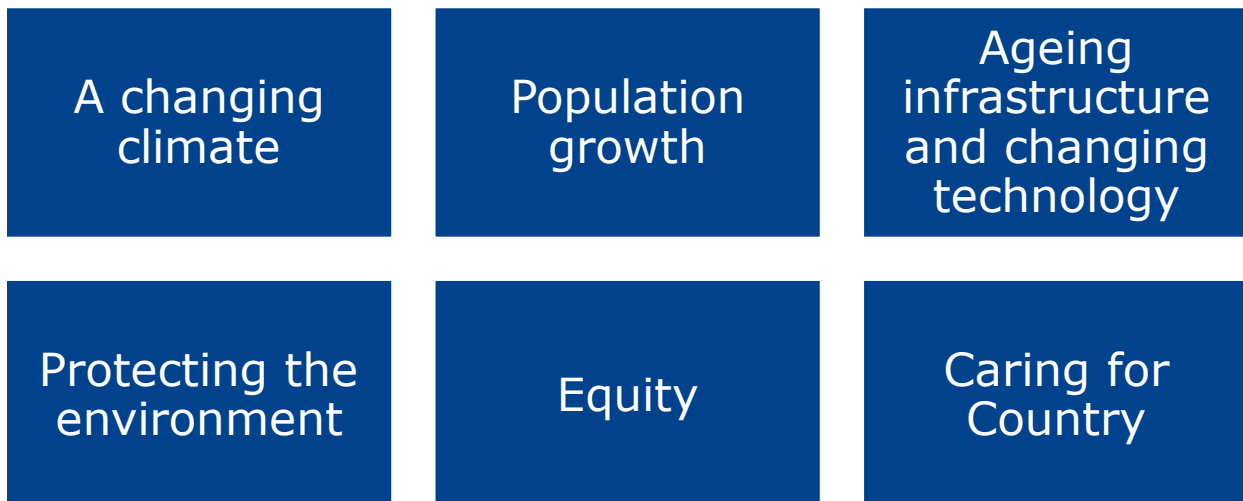 A changing
climate
Population
growth
Ageing
infrastructure
and changing
technology
Protecting the
environment
Equity
Caring for
Country